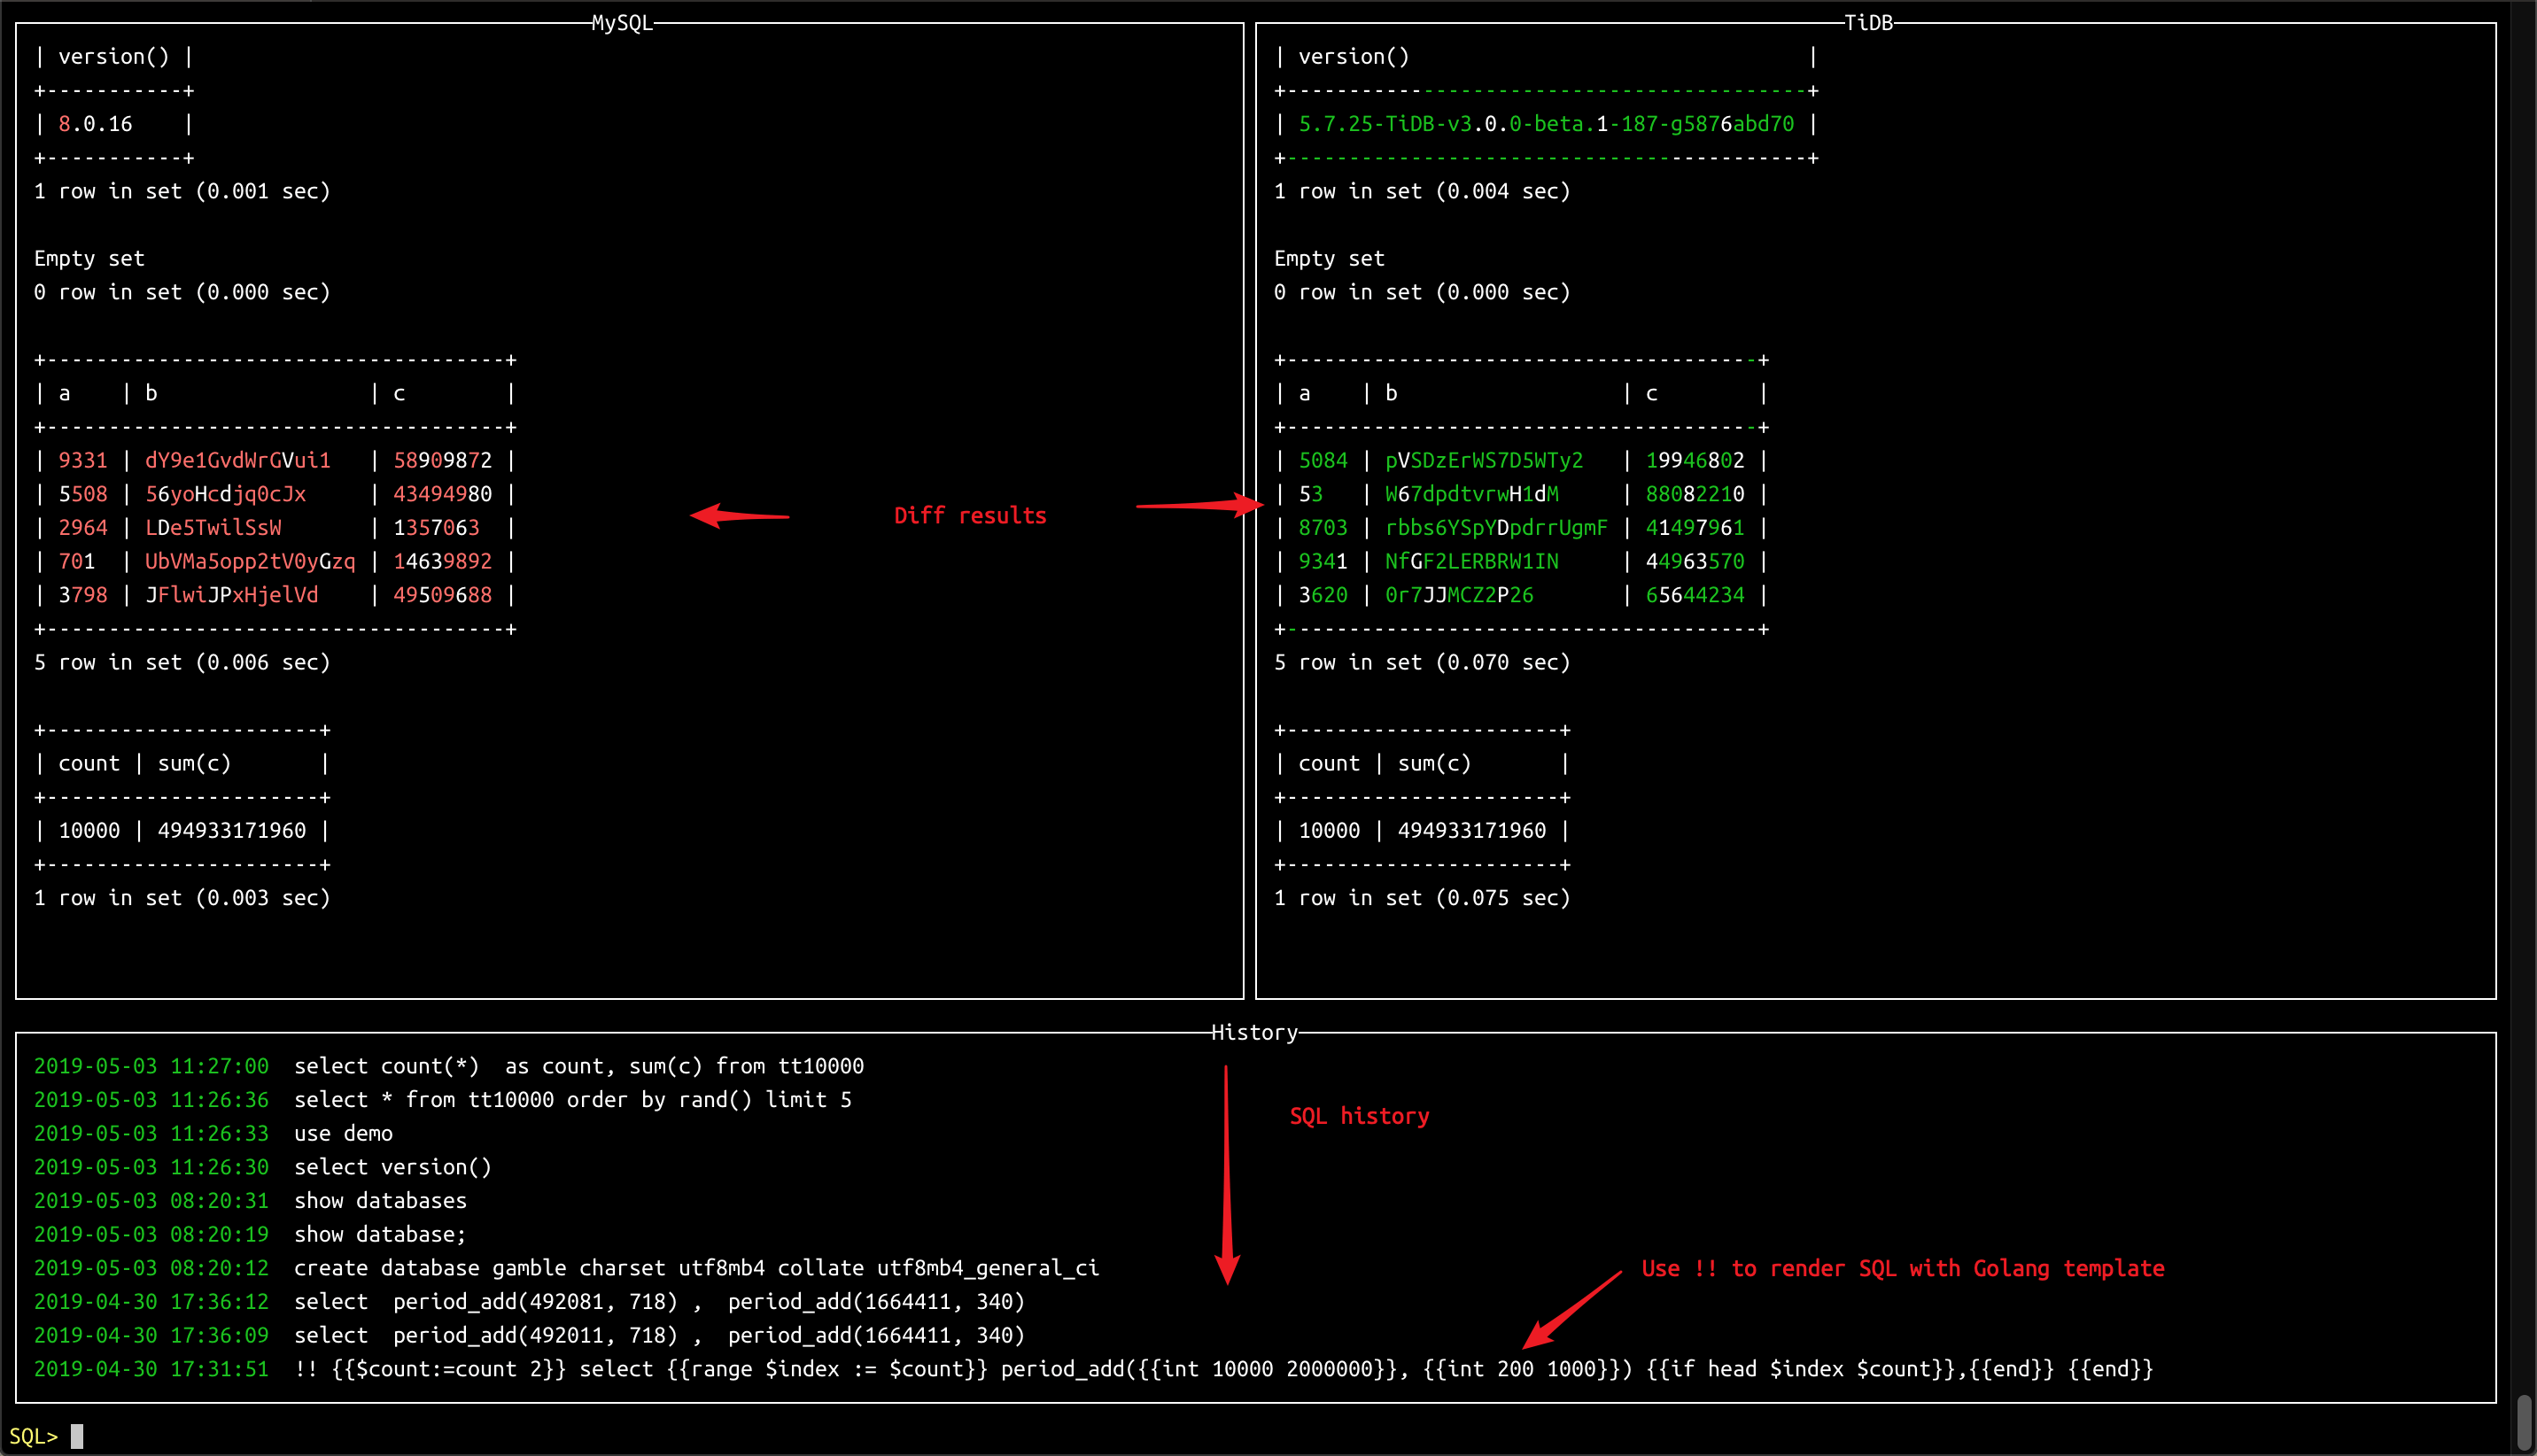 MySQL
| version() |
+-----------+
| 8.0.16    |
+-----------+
1 row in set (0.001 sec)
Empty set
0 row in set (0.000 sec)
+-------------------------------------+
| a    | b                 | c        |
+-------------------------------------+
| 9331 | dY9e1GvdWrGVui1   | 58909872 |
| 5508 | 56yoHcdjq0cJx     | 43494980 |
| 2964 | LDe5TwilSsW       | 1357063  |
| 701  | UbVMa5opp2tV0yGzq | 14639892 |
| 3798 | JFlwiJPxHjelVd    | 49509688 |
+-------------------------------------+
5 row in set (0.006 sec)
+----------------------+
| count | sum(c)       |
+----------------------+
| 10000 | 494933171960 |
+----------------------+
1 row in set (0.003 sec)
Diff results
TiDB
| version()                                |
+------------------------------------------+
| 5.7.25-TiDB-v3.0.0-beta.1-187-g5876abd70 |
+------------------------------------------+
1 row in set (0.004 sec)
Empty set
0 row in set (0.000 sec)
+--------------------------------------+
| a    | b                  | c        |
+--------------------------------------+
| 5084 | pVSDzErWS7D5WTy2   | 19946802 |
| 53   | W67dpdtvrwH1dM     | 88082210 |
| 8703 | rbbs6YSpYDpdrrUgmF | 41497961 |
| 9341 | NfGF2LERBRW1IN     | 44963570 |
| 3620 | 0r7JJMCZ2P26       | 65644234 |
+--------------------------------------+
5 row in set (0.070 sec)
+----------------------+
| count | sum(c)       |
+----------------------+
| 10000 | 494933171960 |
+----------------------+
1 row in set (0.075 sec)
History
2019-05-03 11:27:00  select count(*)  as count, sum(c) from tt10000
2019-05-03 11:26:36  select * from tt10000 order by rand() limit 5
2019-05-03 11:26:33  use demo
2019-05-03 11:26:30  select version()
2019-05-03 08:20:31  show databases
2019-05-03 08:20:19  show database;
2019-05-03 08:20:12  create database gamble charset utf8mb4 collate utf8mb4_general_ci
2019-04-30 17:36:12  select  period_add(492081, 718) ,  period_add(1664411, 340)
2019-04-30 17:36:09  select  period_add(492011, 718) ,  period_add(1664411, 340)
2019-04-30 17:31:51  !! {{$count:=count 2}} select {{range $index := $count}} period_add({{int 10000 2000000}}, {{int 200 1000}}) {{if head $index $count}},{{end}} {{end}}
SQL history
Use !! to render SQL with Golang template
SQL>